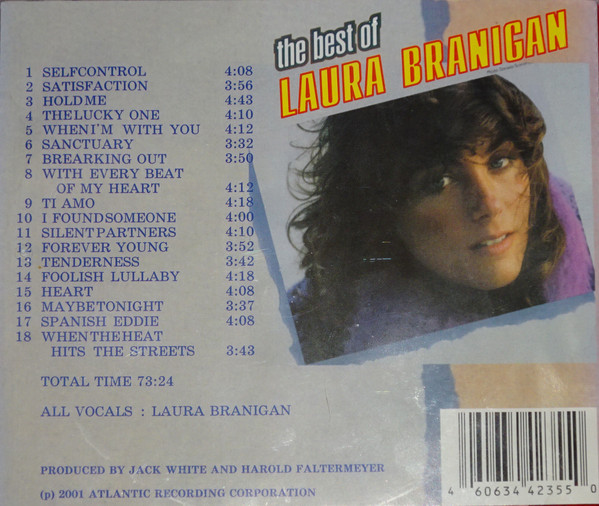 the best of
LAURA BRANIGAN
1 SELFCONTROL 4:08
2 SATISFACTION 3:56
3 HOLDME 4:43
4 THELUCKY ONE 4:10
5 WHENI'M WITH YOU 4:12
6 SANCTUARY 3:32
7 BREARKING OUT 3:50
8 WITH EVERY BEAT
OF MY HEART 4:12
9 TI AMO 4:18
10 I FOUNDSOMEONE 4:00
11 SILENTPARTNERS 4:10
12 FOREVER YOUNG 3:52
13 TENDERNESS 3:42
14 FOOLISH LULLABY 4:18
15 HEART 4:08
16 MAYBETONIGHT 3:37
17 SPANISH EDDIE 4:08
18 WHENTHEHEAT
HITS THE STREETS 3:43
TOTAL TIME 73:24
ALL VOCALS : LAURA BRANIGAN
PRODUCED BY JACK WHITE AND HAROLD FALTERMEYER
(p) 2001 ATLANTIC RECORDING CORPORATION
4 60634 42355 0